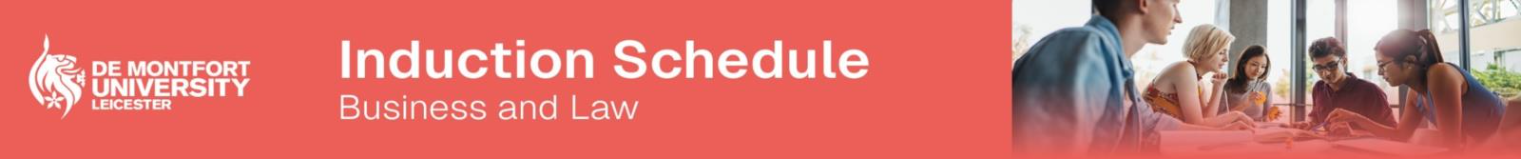 DE MONTFORT
UNIVERSITY
LEICESTER
Induction Schedule
Business and Law